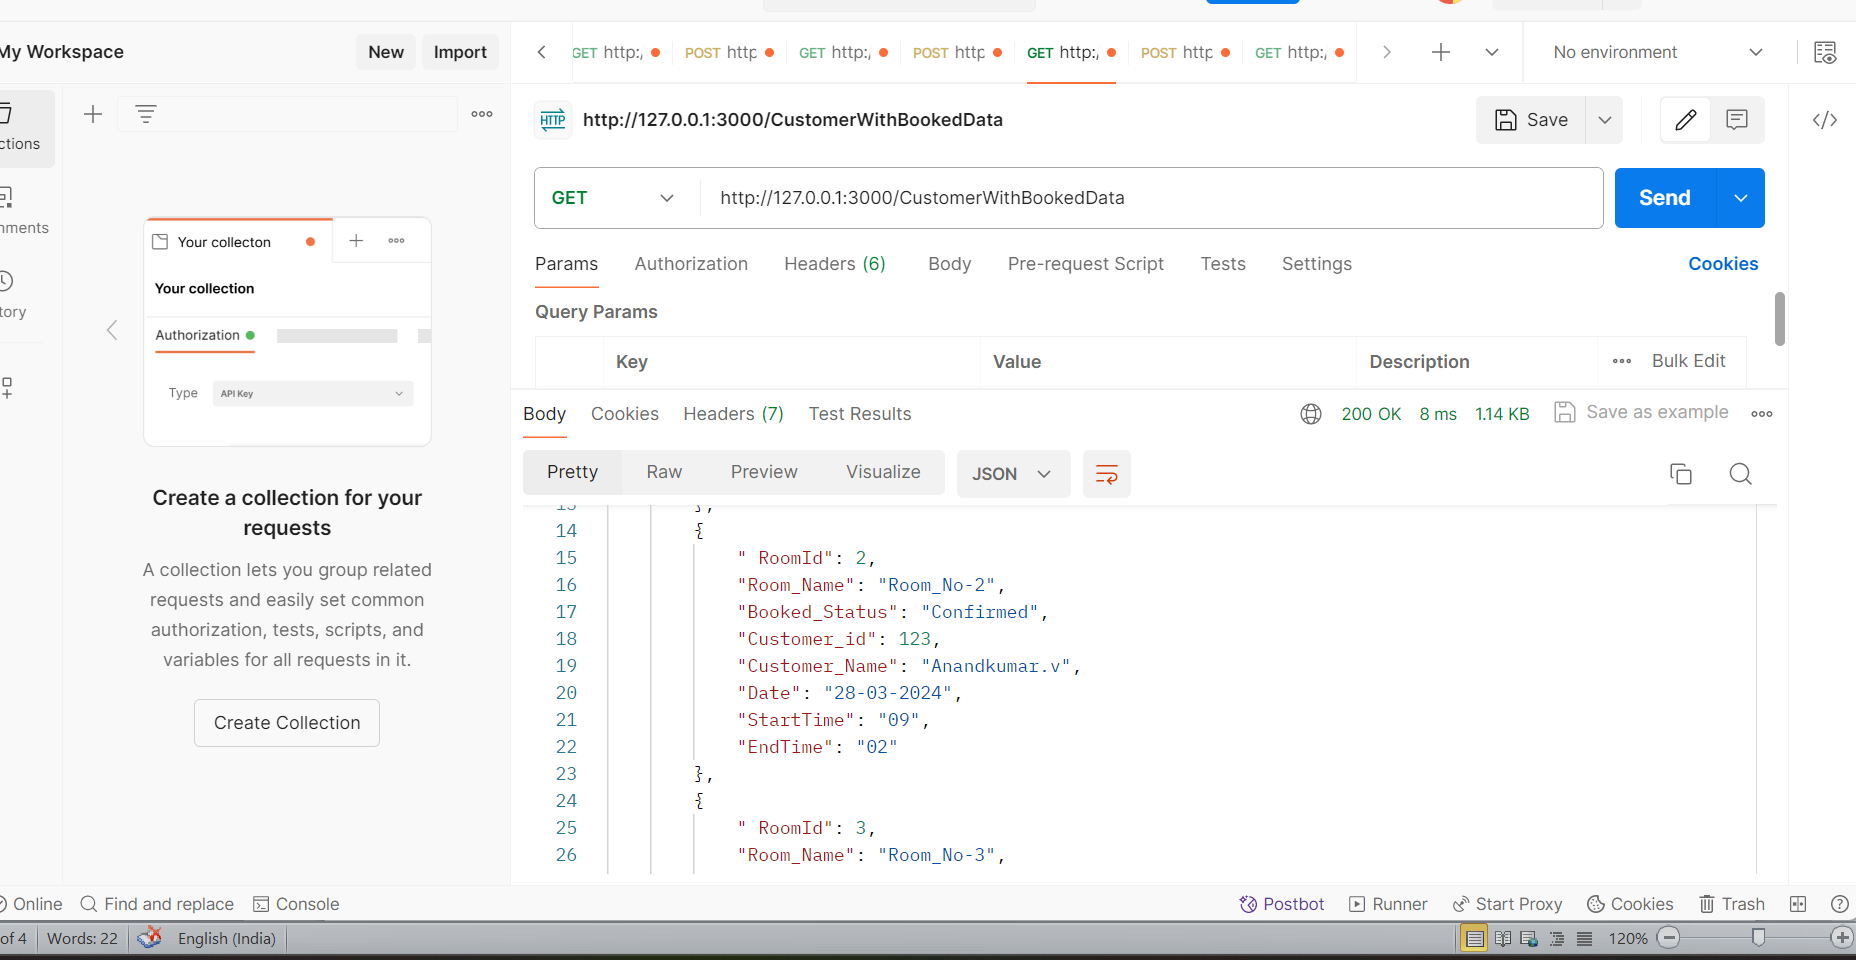 My Workspace
New
Import
GET http:/
POST http
GET http:/
POST http
GET http:/
POST http
GET http:/
No environment
ctions
nments
tory
Your collecton
Your collection
Authorization
Type
API Key
Create a collection for your
requests
A collection lets you group related
requests and easily set common
authorization, tests, scripts, and
variables for all requests in it.
Create Collection
HTTP
http://127.0.0.1:3000/CustomerWithBookedData
Save
GET
http://127.0.0.1:3000/CustomerWithBookedData
Send
Params
Authorization
Headers (6)
Body
Pre-request Script
Tests
Settings
Cookies
Query Params
Key
Value
Description
Bulk Edit
Body
Cookies
Headers (7)
Test Results
200 OK
8 ms
1.14 KB
Save as example
Pretty
Raw
Preview
Visualize
JSON
13 },
14 {
15 " RoomId": 2,
16 "Room_Name": "Room_No-2",
17 "Booked_Status": "Confirmed",
18 "Customer_id": 123,
19 "Customer_Name": "Anandkumar.v",
20 "Date": "28-03-2024",
21 "StartTime": "09",
22 "EndTime": "02"
23 },
24 {
25 " RoomId": 3,
26 "Room_Name": "Room_No-3",
Online
Find and replace
Console
Postbot
Runner
Start Proxy
Cookies
Trash
of 4
Words: 22
English (India)
120%